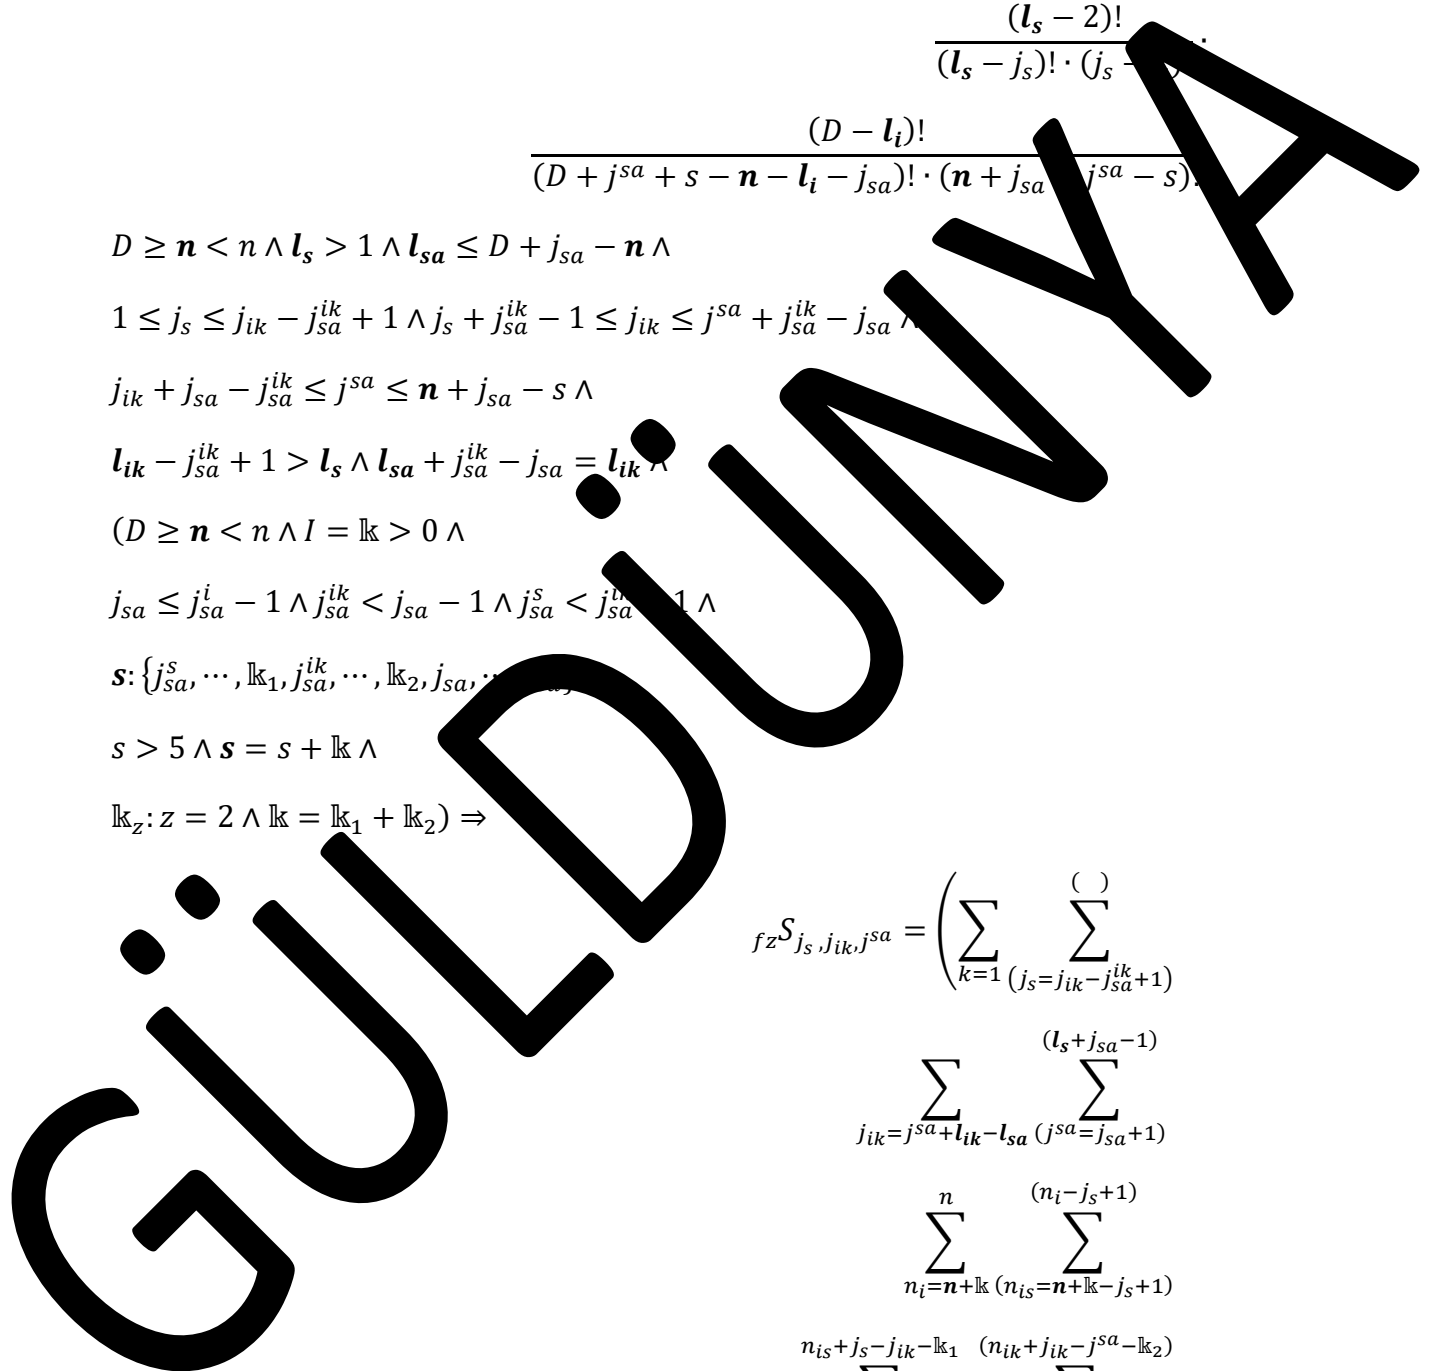 (l_s − 2)!
(l_s − j_s)! · (j_s − )! ·
(D − l_i)!
(D + j^{sa} + s − n − l_i − j_{sa})! · (n + j_{sa} j^{sa} − s)!
D ≥ n < n ∧ l_s > 1 ∧ l_{sa} ≤ D + j_{sa} − n ∧
1 ≤ j_s ≤ j_{ik} − j_{sa}^{ik} + 1 ∧ j_s + j_{sa}^{ik} − 1 ≤ j_{ik} ≤ j^{sa} + j_{sa}^{ik} − j_{sa} ∧
j_{ik} + j_{sa} − j_{sa}^{ik} ≤ j^{sa} ≤ n + j_{sa} − s ∧
l_{ik} − j_{sa}^{ik} + 1 > l_s ∧ l_{sa} + j_{sa}^{ik} − j_{sa} = l_{ik} ∧
(D ≥ n < n ∧ I = 𝕜 > 0 ∧
j_{sa} ≤ j_{sa}^{i} − 1 ∧ j_{sa}^{ik} < j_{sa} − 1 ∧ j_{sa}^{s} < j_{sa}^{ik} 1 ∧
s: {j_{sa}^{s}, ⋯ , 𝕜_1, j_{sa}^{ik}, ⋯ , 𝕜_2, j_{sa},
s > 5 ∧ s = s + 𝕜 ∧
𝕜_z: z = 2 ∧ 𝕜 = 𝕜_1 + 𝕜_2) ⇒
( )
_{fz}S_{j_s, j_{ik}, j^{sa}} = ( ∑ ∑
k=1 (j_s=j_{ik}−j_{sa}^{ik}+1)
(l_s+j_{sa}−1)
∑ ∑
j_{ik}=j^{sa}+l_{ik}−l_{sa} (j^{sa}=j_{sa}+1)
n (n_i−j_s+1)
∑ ∑
n_i=n+𝕜 (n_{is}=n+𝕜−j_s+1)
n_{is}+j_s−j_{ik}−𝕜_1 (n_{ik}+j_{ik}−j^{sa}−𝕜_2)
GÜLDÜNYA